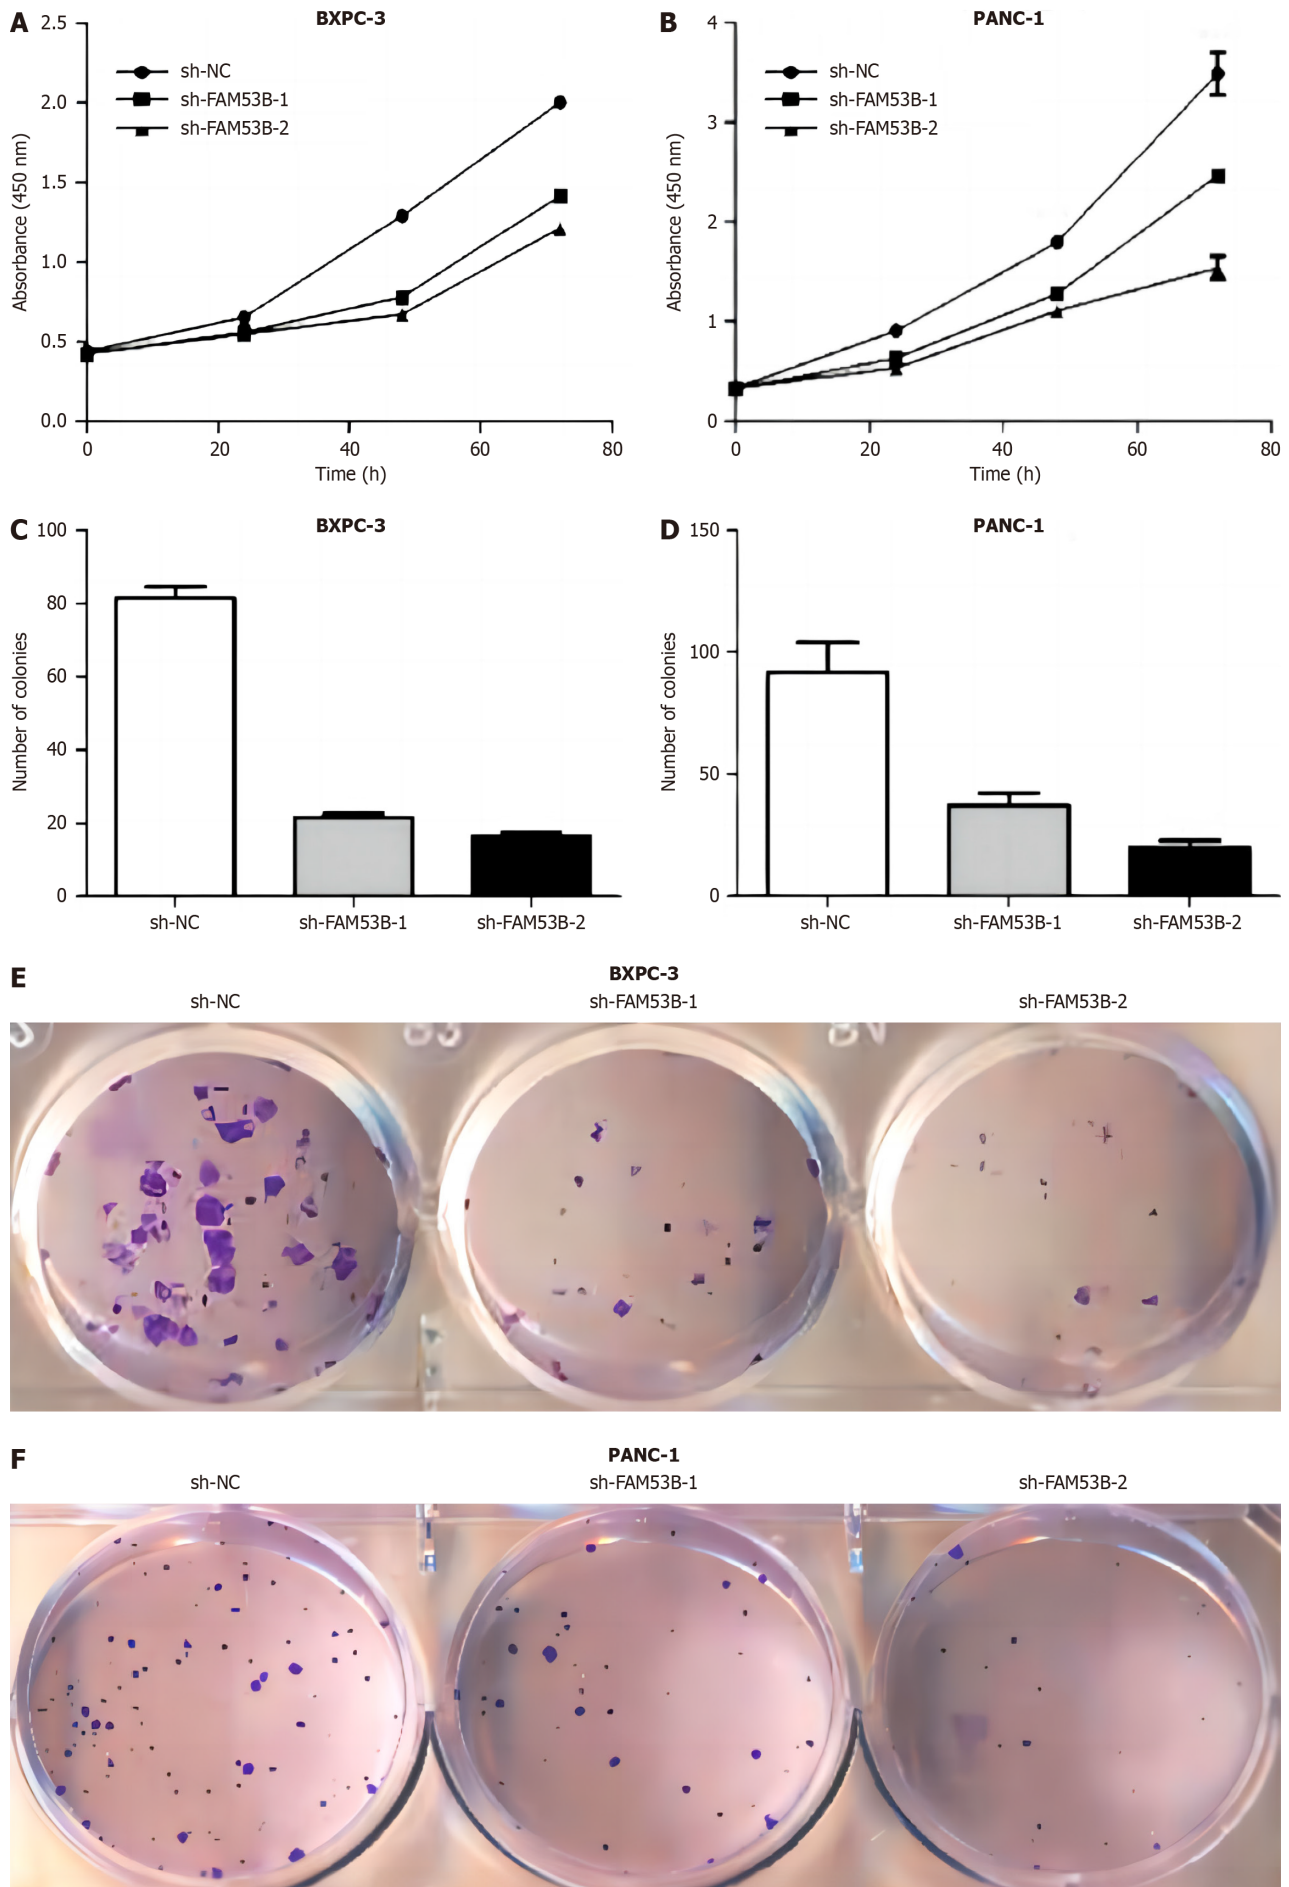 A
BXPC-3
2.5
2.0
1.5
1.0
0.5
0.0
Absorbance (450 nm)
sh-NC
sh-FAM53B-1
sh-FAM53B-2
0 20 40 60 80
Time (h)
B
PANC-1
4
3
2
1
0
Absorbance (450 nm)
sh-NC
sh-FAM53B-1
sh-FAM53B-2
0 20 40 60 80
Time (h)
C
BXPC-3
100
80
60
40
20
0
Number of colonies
sh-NC sh-FAM53B-1 sh-FAM53B-2
D
PANC-1
150
100
50
0
Number of colonies
sh-NC sh-FAM53B-1 sh-FAM53B-2
E
BXPC-3
sh-NC sh-FAM53B-1 sh-FAM53B-2
F
PANC-1
sh-NC sh-FAM53B-1 sh-FAM53B-2